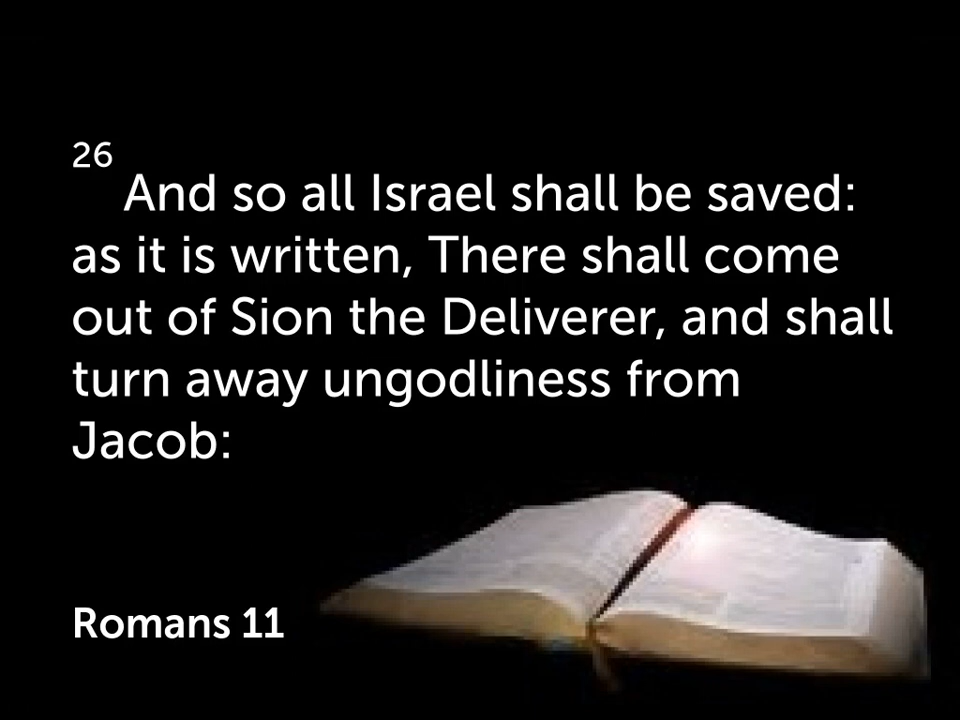 26
And so all Israel shall be saved:
as it is written, There shall come
out of Sion the Deliverer, and shall
turn away ungodliness from
Jacob:
Romans 11